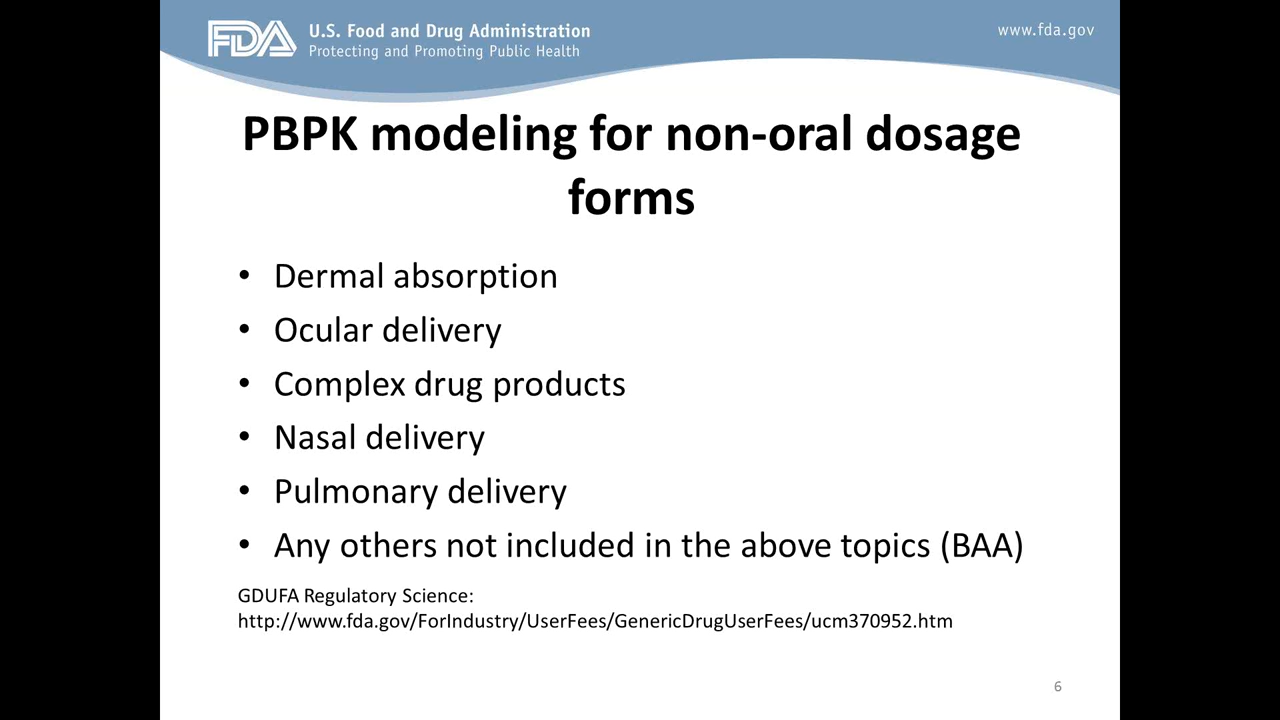 FDA
U.S. Food and Drug Administration
Protecting and Promoting Public Health
www.fda.gov
PBPK modeling for non-oral dosage
forms
• Dermal absorption
• Ocular delivery
• Complex drug products
• Nasal delivery
• Pulmonary delivery
• Any others not included in the above topics (BAA)
GDUFA Regulatory Science:
http://www.fda.gov/ForIndustry/UserFees/GenericDrugUserFees/ucm370952.htm
6